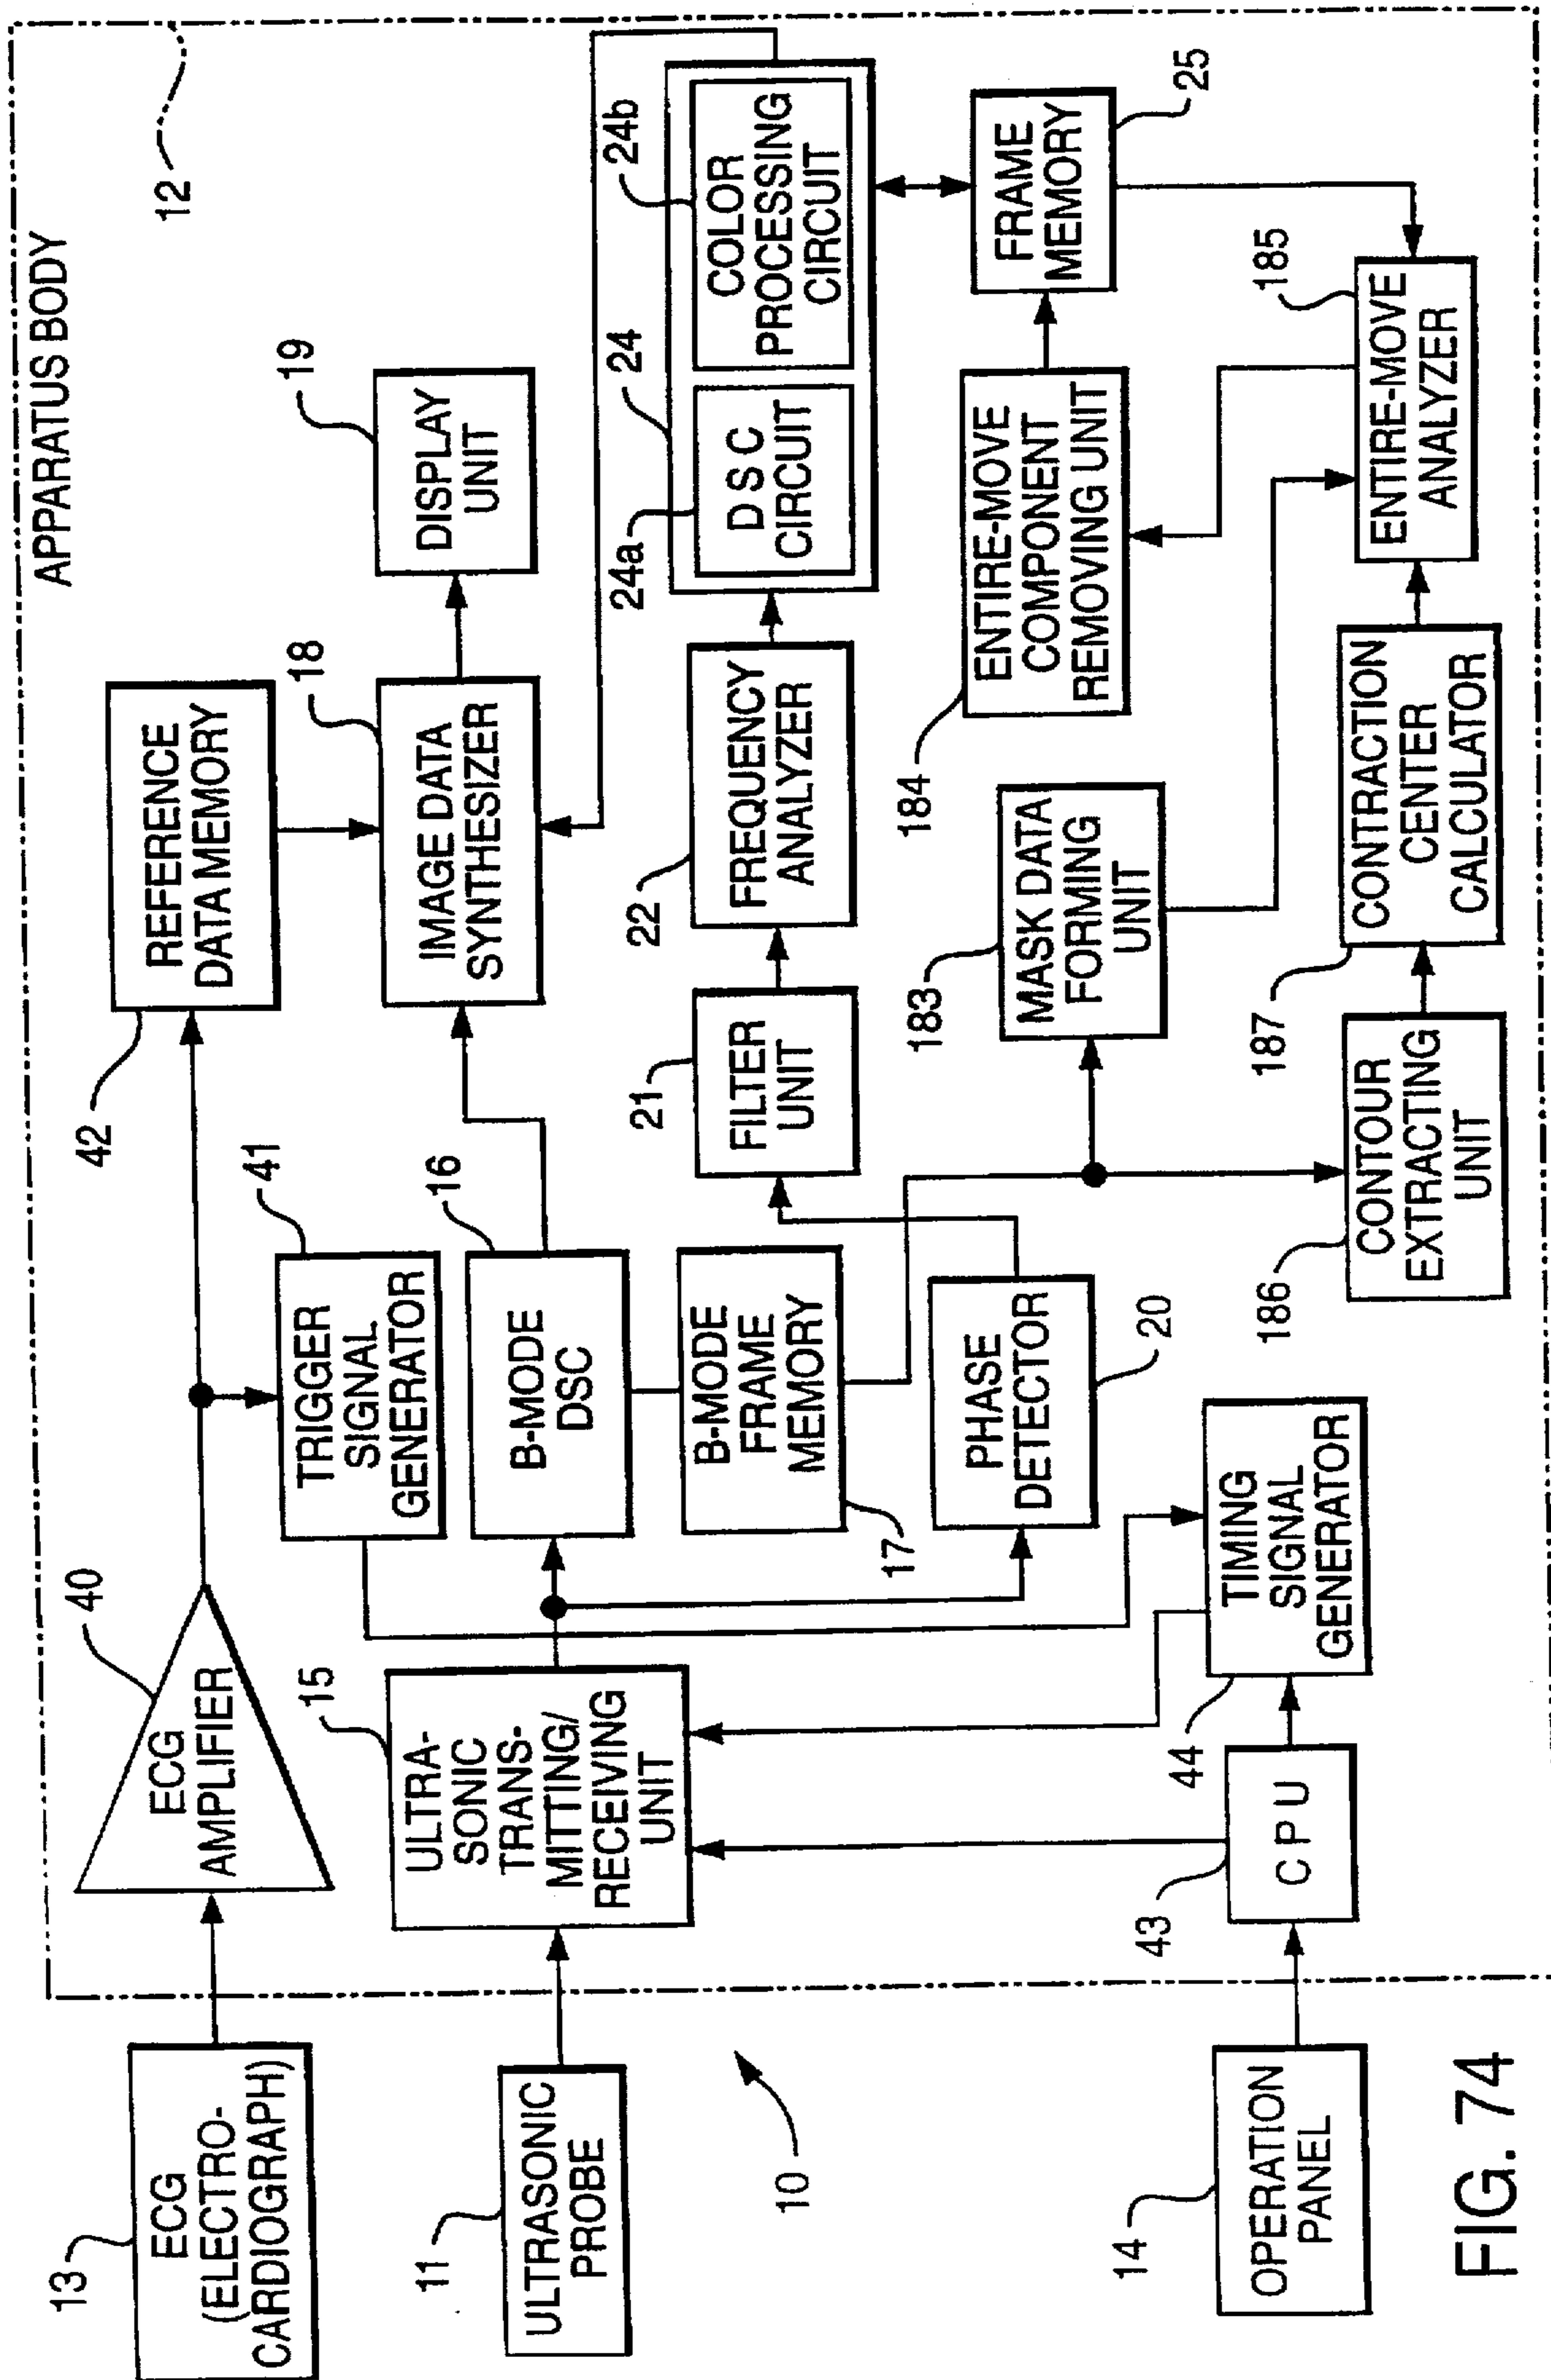 APPARATUS BODY
12
13
ECG
(ELECTRO-
CARDIOGRAPH)
40
ECG
AMPLIFIER
42
REFERENCE
DATA MEMORY
41
TRIGGER
SIGNAL
GENERATOR
18
IMAGE DATA
SYNTHESIZER
19
DISPLAY
UNIT
11
ULTRASONIC
PROBE
15
ULTRA-
SONIC
TRANS-
MITTING/
RECEIVING
UNIT
16
B-MODE
DSC
B-MODE
FRAME
MEMORY
17
21
FILTER
UNIT
22
FREQUENCY
ANALYZER
24
24a
DSC
CIRCUIT
24b
COLOR
PROCESSING
CIRCUIT
10
PHASE
DETECTOR
20
183
MASK DATA
FORMING
UNIT
184
ENTIRE-MOVE
COMPONENT
REMOVING UNIT
FRAME
MEMORY
25
14
OPERATION
PANEL
43
CPU
44
TIMING
SIGNAL
GENERATOR
186
CONTOUR
EXTRACTING
UNIT
187
CONTRACTION
CENTER
CALCULATOR
185
ENTIRE-MOVE
ANALYZER
FIG. 74